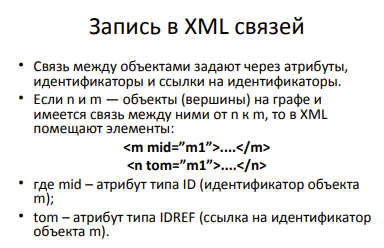 Запись в XML связей
• Связь между объектами задают через атрибуты,
идентификаторы и ссылки на идентификаторы.
• Если n и m — объекты (вершины) на графе и
имеется связь между ними от n к m, то в XML
помещают элементы:
<m mid=”m1”>....</m>
<n tom=”m1”>....</n>
• где mid – атрибут типа ID (идентификатор объекта
m);
• tom – атрибут типа IDREF (ссылка на идентификатор
объекта m).